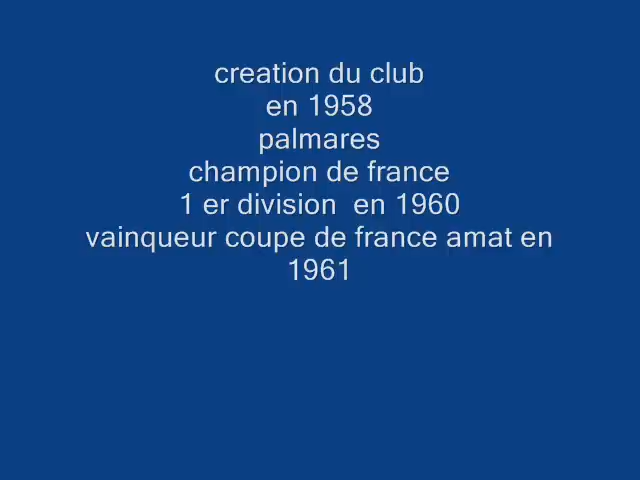 creation du club
en 1958
palmares
champion de france
1 er division en 1960
vainqueur coupe de france amat en
1961